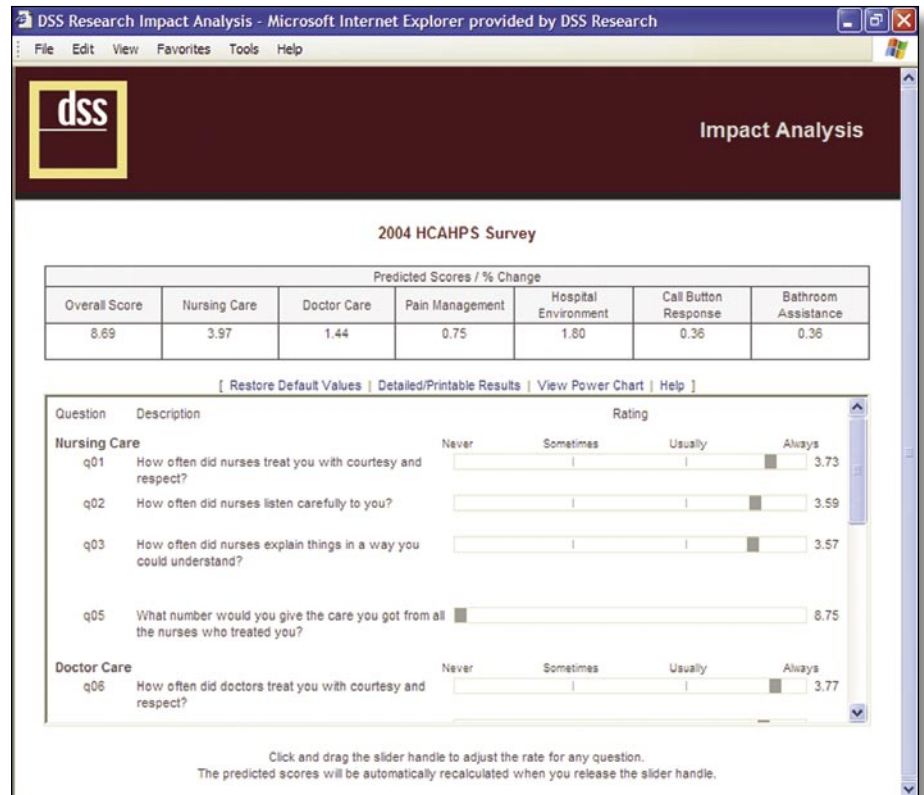 DSS Research Impact Analysis - Microsoft Internet Explorer provided by DSS Research
File Edit View Favorites Tools Help
dss
Impact Analysis
2004 HCAHPS Survey
Predicted Scores / % Change
Overall Score Nursing Care Doctor Care Pain Management Hospital Environment Call Button Response Bathroom Assistance
8.69 3.97 1.44 0.75 1.80 0.36 0.36
[ Restore Default Values | Detailed/Printable Results | View Power Chart | Help ]
Question Description Rating
Nursing Care Never Sometimes Usually Always
q01 How often did nurses treat you with courtesy and 3.73
respect?
q02 How often did nurses listen carefully to you? 3.59
q03 How often did nurses explain things in a way you 3.57
could understand?
q05 What number would you give the care you got from all 8.75
the nurses who treated you?
Doctor Care Never Sometimes Usually Always
q06 How often did doctors treat you with courtesy and 3.77
respect?
Click and drag the slider handle to adjust the rate for any question.
The predicted scores will be automatically recalculated when you release the slider handle.